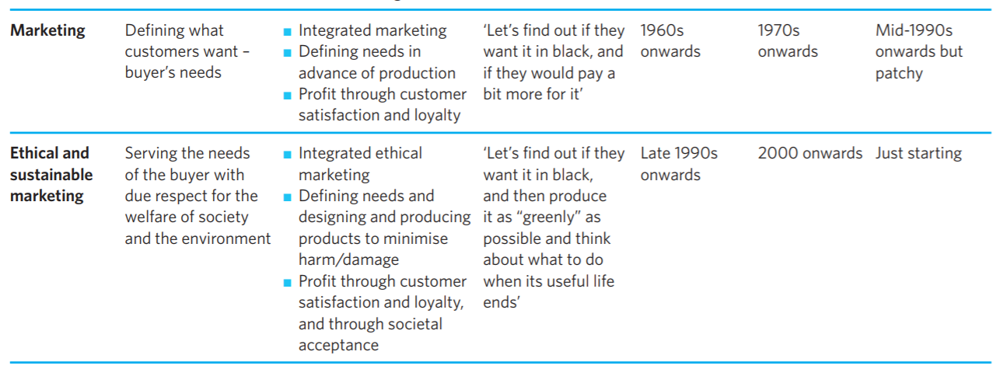 Marketing
Defining what
customers want –
buyer's needs
■ Integrated marketing
■ Defining needs in
advance of production
■ Profit through customer
satisfaction and loyalty
'Let's find out if they
want it in black, and
if they would pay a
bit more for it'
1960s
onwards
1970s
onwards
Mid-1990s
onwards but
patchy
Ethical and
sustainable
marketing
Serving the needs
of the buyer with
due respect for the
welfare of society
and the environment
■ Integrated ethical
marketing
■ Defining needs and
designing and producing
products to minimise
harm/damage
■ Profit through customer
satisfaction and loyalty,
and through societal
acceptance
'Let's find out if they
want it in black,
and then produce
it as "greenly" as
possible and think
about what to do
when its useful life
ends'
Late 1990s
onwards
2000 onwards
Just starting